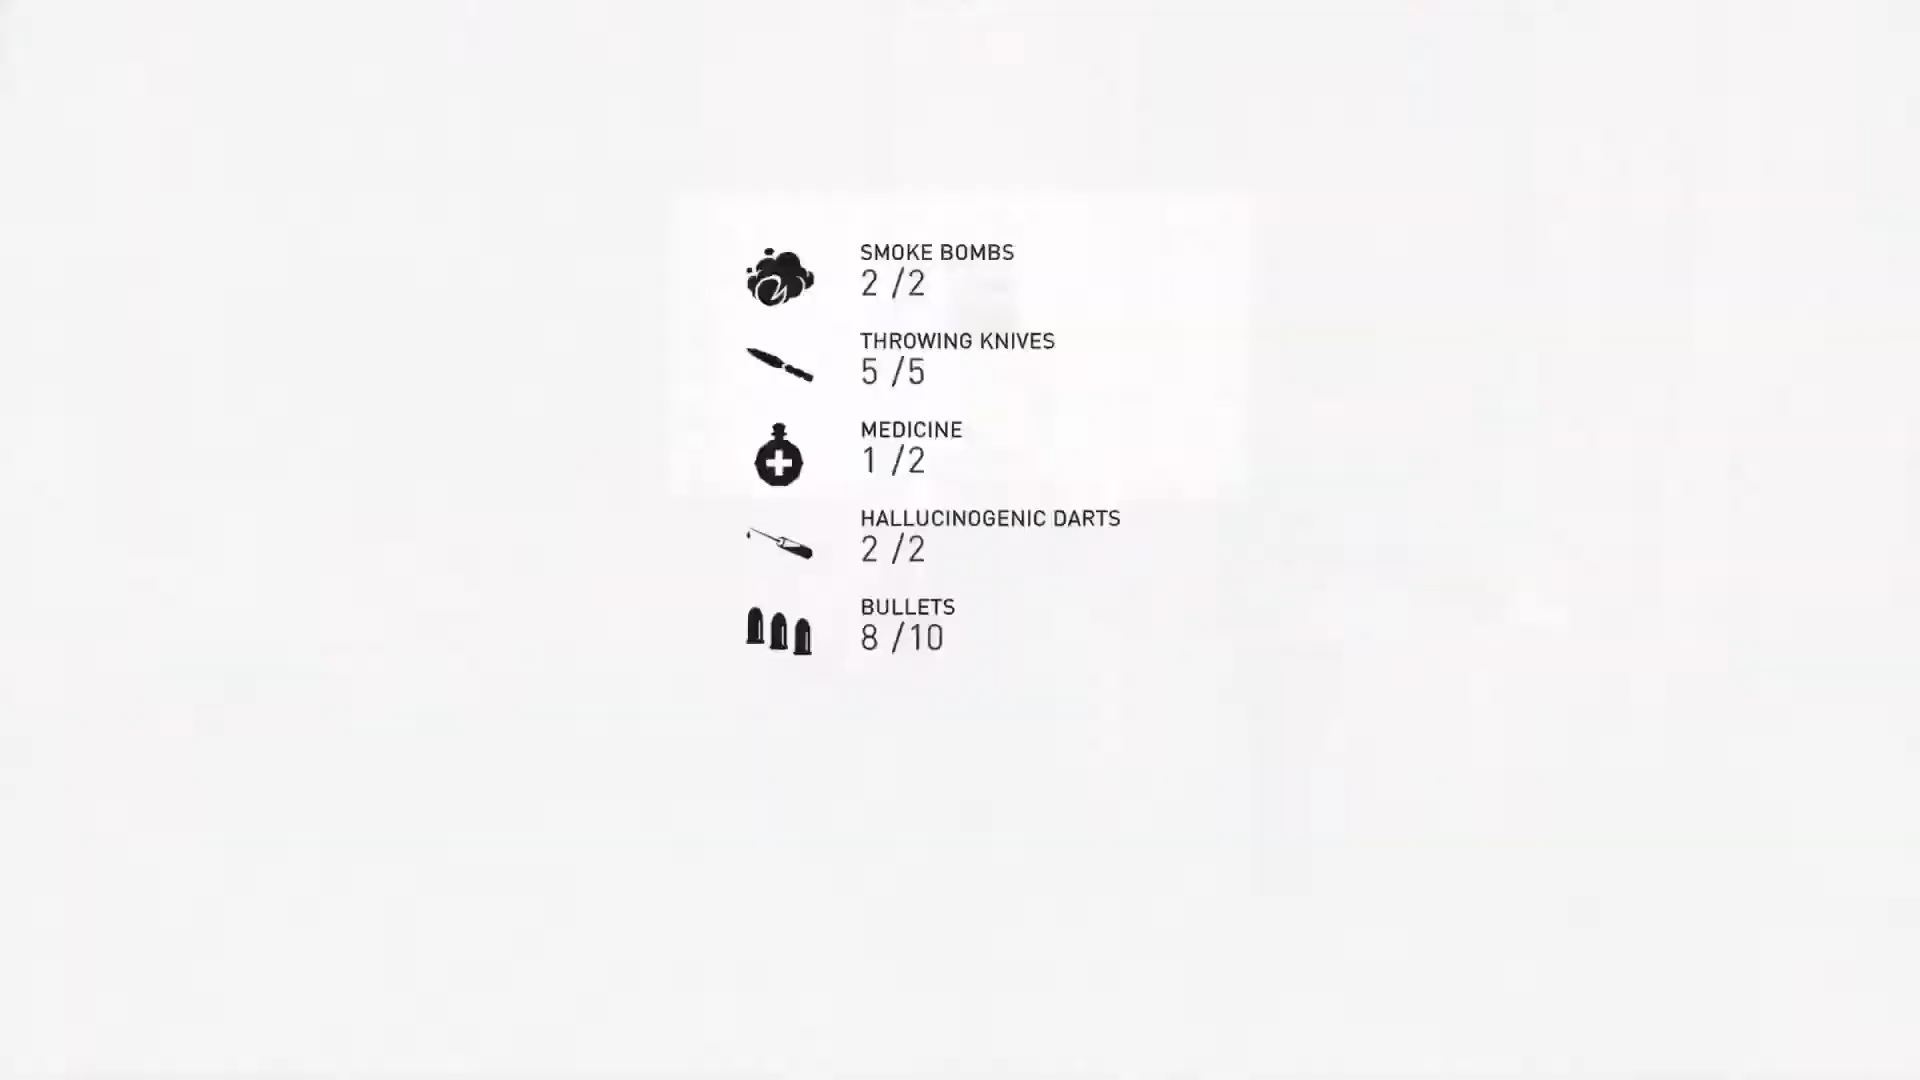 SMOKE BOMBS
2 /2
THROWING KNIVES
5 /5
MEDICINE
1 /2
HALLUCINOGENIC DARTS
2 /2
BULLETS
8 /10